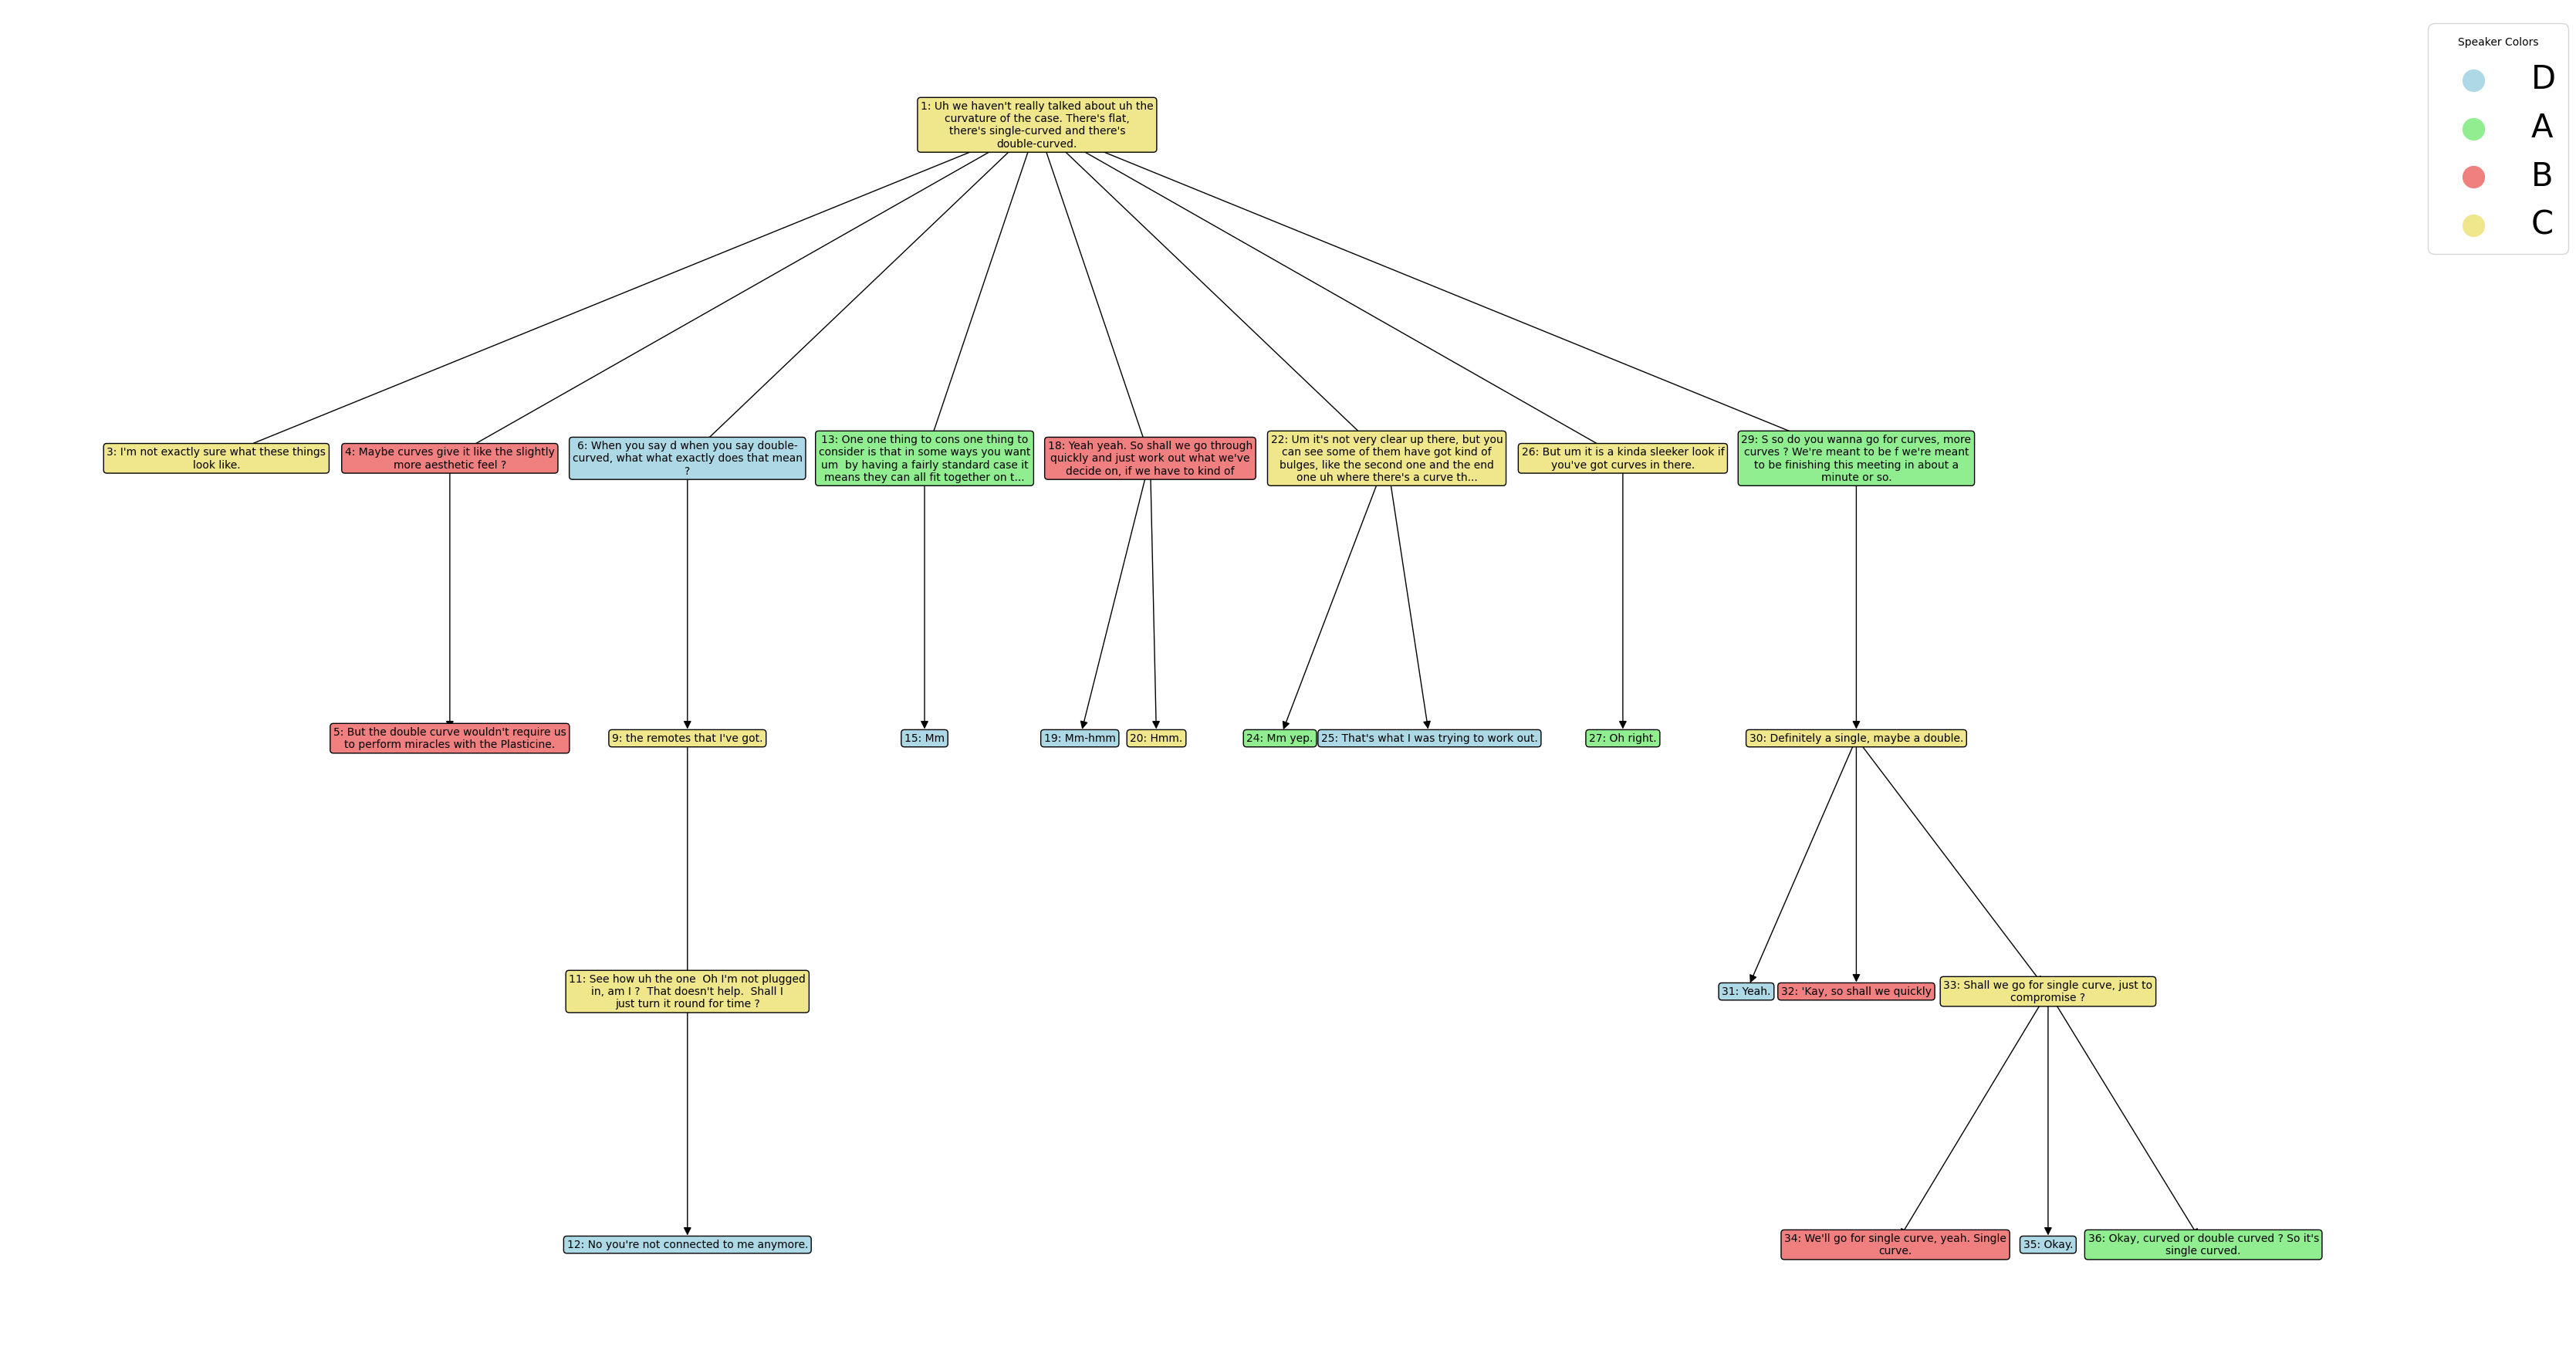 Speaker Colors
D
A
B
C
1: Uh we haven't really talked about uh the
curvature of the case. There's flat,
there's single-curved and there's
double-curved.
3: I'm not exactly sure what these things
look like.
4: Maybe curves give it like the slightly
more aesthetic feel ?
6: When you say d when you say double-
curved, what what exactly does that mean
?
13: One one thing to cons one thing to
consider is that in some ways you want
um  by having a fairly standard case it
means they can all fit together on t...
18: Yeah yeah. So shall we go through
quickly and just work out what we've
decide on, if we have to kind of
22: Um it's not very clear up there, but you
can see some of them have got kind of
bulges, like the second one and the end
one uh where there's a curve th...
26: But um it is a kinda sleeker look if
you've got curves in there.
29: S so do you wanna go for curves, more
curves ? We're meant to be f we're meant
to be finishing this meeting in about a
minute or so.
5: But the double curve wouldn't require us
to perform miracles with the Plasticine.
9: the remotes that I've got.
15: Mm
19: Mm-hmm
20: Hmm.
24: Mm yep.
25: That's what I was trying to work out.
27: Oh right.
30: Definitely a single, maybe a double.
11: See how uh the one  Oh I'm not plugged
in, am I ?  That doesn't help.  Shall I
just turn it round for time ?
31: Yeah.
32: 'Kay, so shall we quickly
33: Shall we go for single curve, just to
compromise ?
12: No you're not connected to me anymore.
34: We'll go for single curve, yeah. Single
curve.
35: Okay.
36: Okay, curved or double curved ? So it's
single curved.